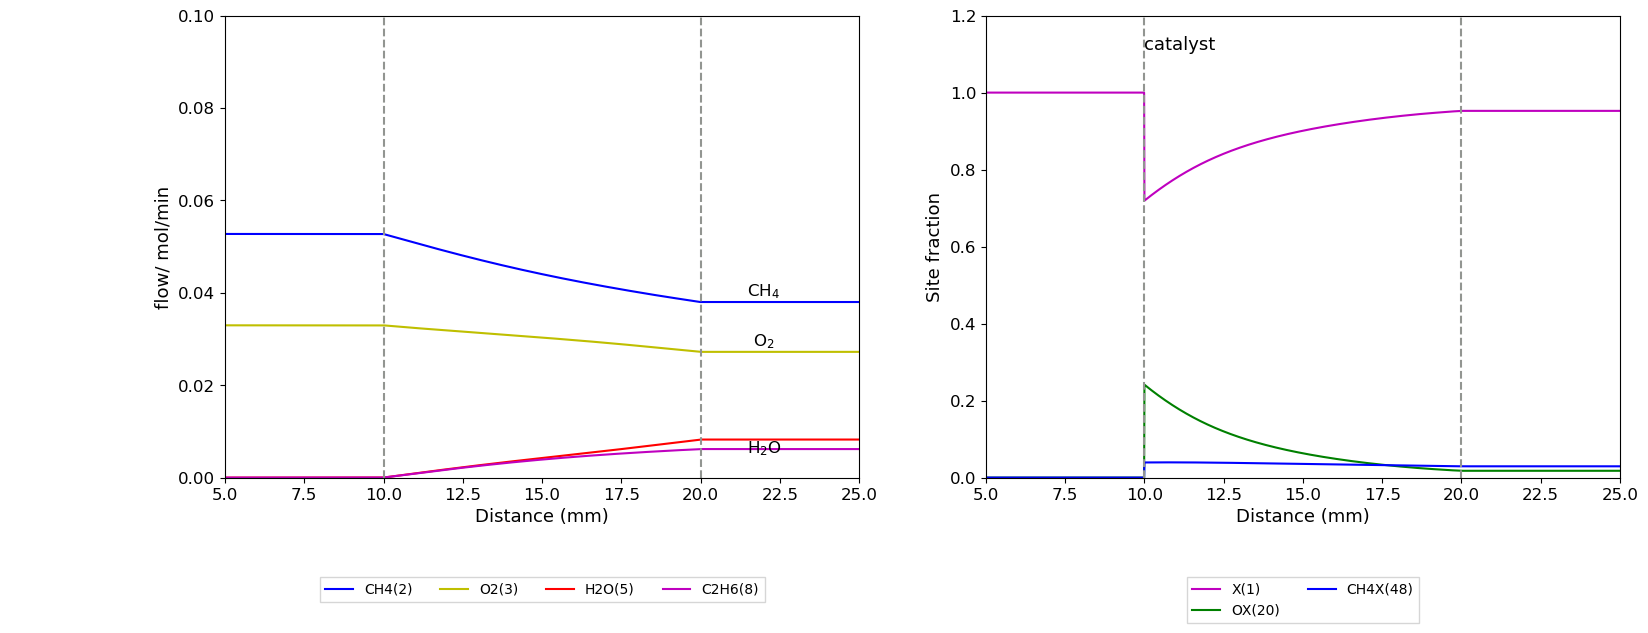 0.10
0.08
0.06
0.04
0.02
0.00
flow/ mol/min
CH4
O2
H2O
5.0 7.5 10.0 12.5 15.0 17.5 20.0 22.5 25.0
Distance (mm)
CH4(2) O2(3) H2O(5) C2H6(8)
1.2
1.0
0.8
0.6
0.4
0.2
0.0
Site fraction
catalyst
5.0 7.5 10.0 12.5 15.0 17.5 20.0 22.5 25.0
Distance (mm)
X(1) CH4X(48)
OX(20)